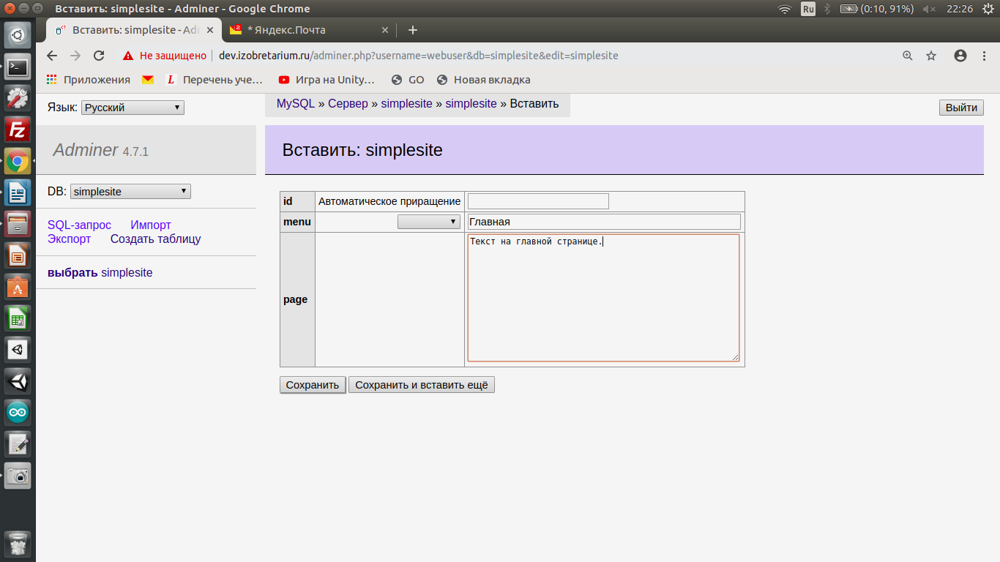 Вставить: simplesite - Adminer - Google Chrome
Ru
(0:10, 91%)
22:26
Вставить: simplesite - Adr
* Яндекс.Почта
Не защищено
dev.izobretarium.ru/adminer.php?username=webuser&db=simplesite&edit=simplesite
Приложения
Перечень уче…
Игра на Unity…
GO
Новая вкладка
Язык: Русский
MySQL » Сервер » simplesite » simplesite » Вставить
Выйти
Adminer 4.7.1
Вставить: simplesite
DB: simplesite
SQL-запрос Импорт
Экспорт Создать таблицу
выбрать simplesite
id Автоматическое приращение
menu Главная
page Текст на главной странице.
Сохранить Сохранить и вставить ещё